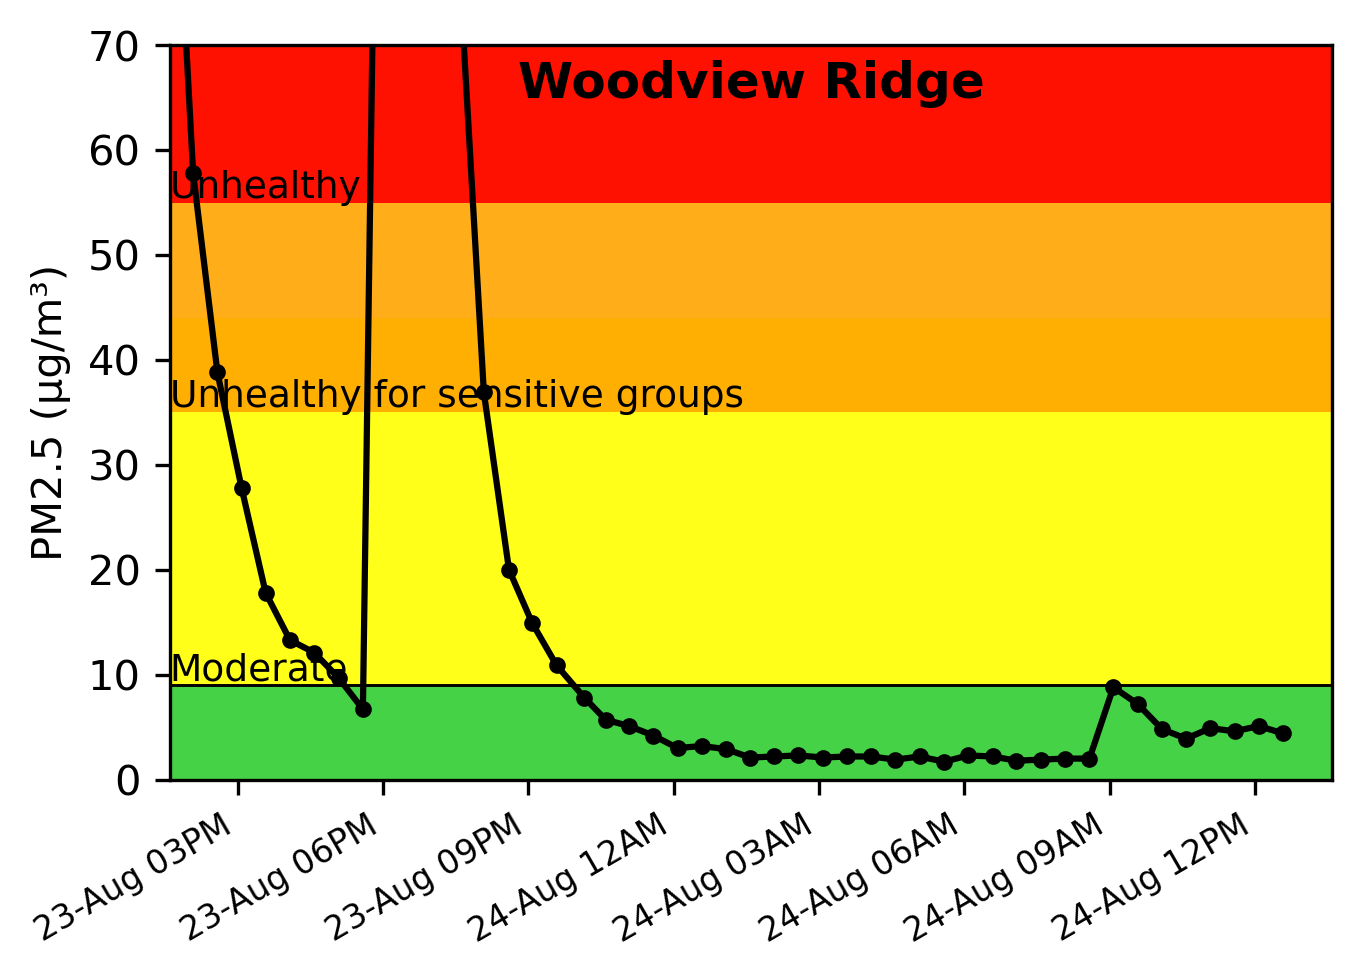 Woodview Ridge
PM2.5 (µg/m³)
70
60
50
40
30
20
10
0
Unhealthy
Unhealthy for sensitive groups
Moderate
23-Aug 03PM
23-Aug 06PM
23-Aug 09PM
24-Aug 12AM
24-Aug 03AM
24-Aug 06AM
24-Aug 09AM
24-Aug 12PM